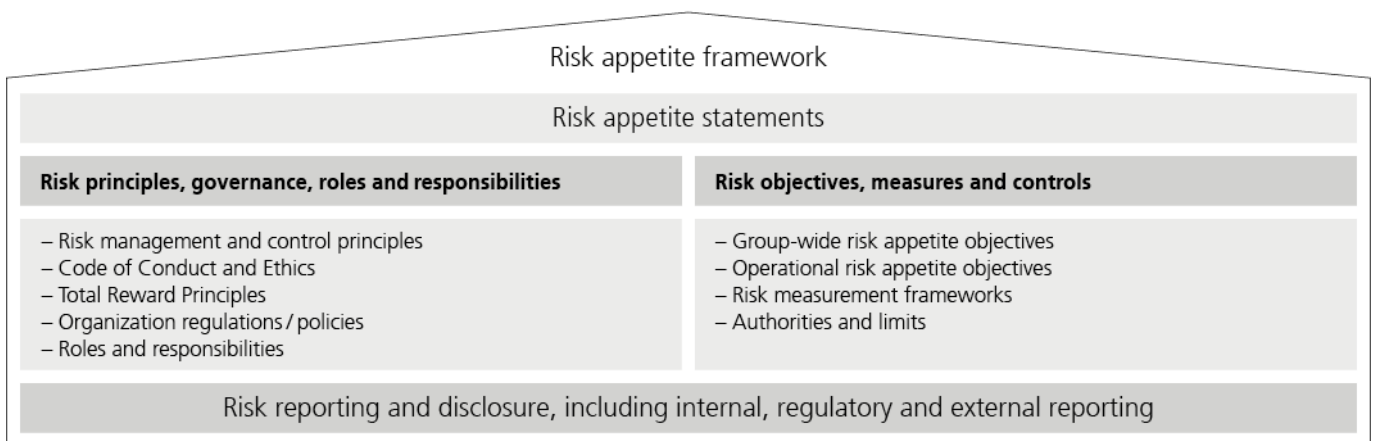 Risk appetite framework
Risk appetite statements
Risk principles, governance, roles and responsibilities
– Risk management and control principles
– Code of Conduct and Ethics
– Total Reward Principles
– Organization regulations / policies
– Roles and responsibilities
Risk objectives, measures and controls
– Group-wide risk appetite objectives
– Operational risk appetite objectives
– Risk measurement frameworks
– Authorities and limits
Risk reporting and disclosure, including internal, regulatory and external reporting